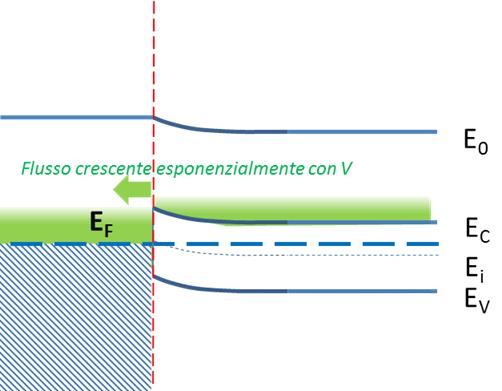 E0
Flusso crescente esponenzialmente con V
EF
EC
Ei
EV